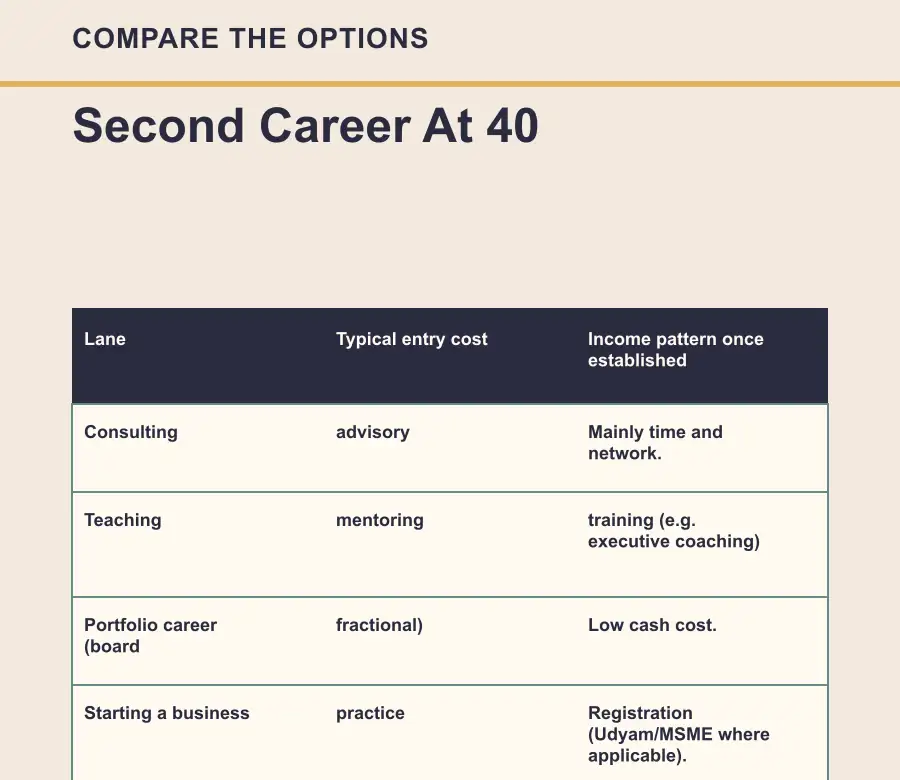 COMPARE THE OPTIONS
Second Career At 40
Lane
Typical entry cost
Income pattern once
established
Consulting
advisory
Mainly time and
network.
Teaching
mentoring
training (e.g.
executive coaching)
Portfolio career
(board
fractional)
Low cash cost.
Starting a business
practice
Registration
(Udyam/MSME where
applicable).